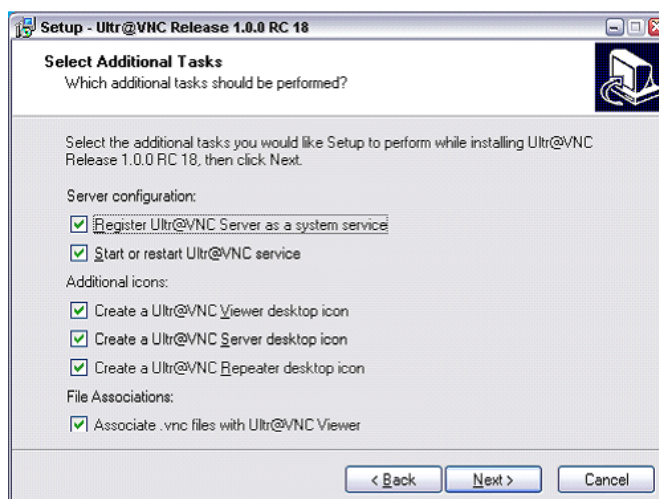 Setup - Ultr@VNC Release 1.0.0 RC 18
Select Additional Tasks
Which additional tasks should be performed?
Select the additional tasks you would like Setup to perform while installing Ultr@VNC
Release 1.0.0 RC 18, then click Next.
Server configuration:
Register Ultr@VNC Server as a system service
Start or restart Ultr@VNC service
Additional icons:
Create a Ultr@VNC Viewer desktop icon
Create a Ultr@VNC Server desktop icon
Create a Ultr@VNC Repeater desktop icon
File Associations:
Associate .vnc files with Ultr@VNC Viewer
< Back Next > Cancel